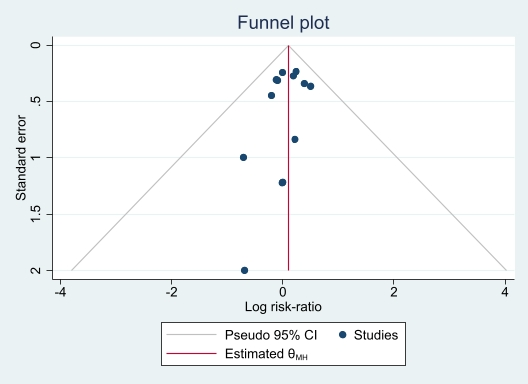 Funnel plot
Standard error
0
.5
1
1.5
2
-4
-2
0
2
4
Log risk-ratio
Pseudo 95% CI
Studies
Estimated θMH